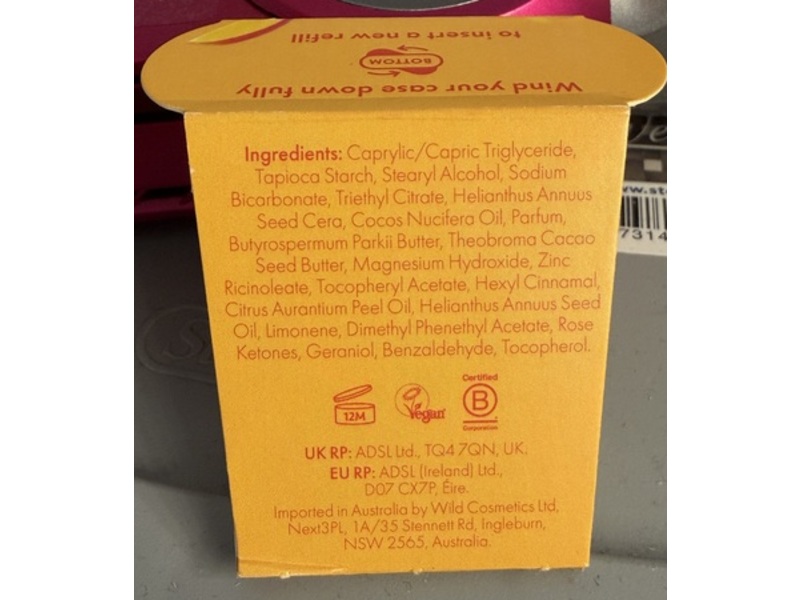 to insert a new refill
BOTTOM
Wind your case down fully
Ingredients: Caprylic/Capric Triglyceride,
Tapioca Starch, Stearyl Alcohol, Sodium
Bicarbonate, Triethyl Citrate, Helianthus Annuus
Seed Cera, Cocos Nucifera Oil, Parfum,
Butyrospermum Parkii Butter, Theobroma Cacao
Seed Butter, Magnesium Hydroxide, Zinc
Ricinoleate, Tocopheryl Acetate, Hexyl Cinnamal,
Citrus Aurantium Peel Oil, Helianthus Annuus Seed
Oil, Limonene, Dimethyl Phenethyl Acetate, Rose
Ketones, Geraniol, Benzaldehyde, Tocopherol.
Certified
12M
Vegan
B
Corporation
UK RP: ADSL Ltd., TQ4 7QN, UK.
EU RP: ADSL (Ireland) Ltd.,
D07 CX7P, Éire.
Imported in Australia by Wild Cosmetics Ltd,
Next3PL, 1A/35 Stennett Rd, Ingleburn,
NSW 2565, Australia.
7314